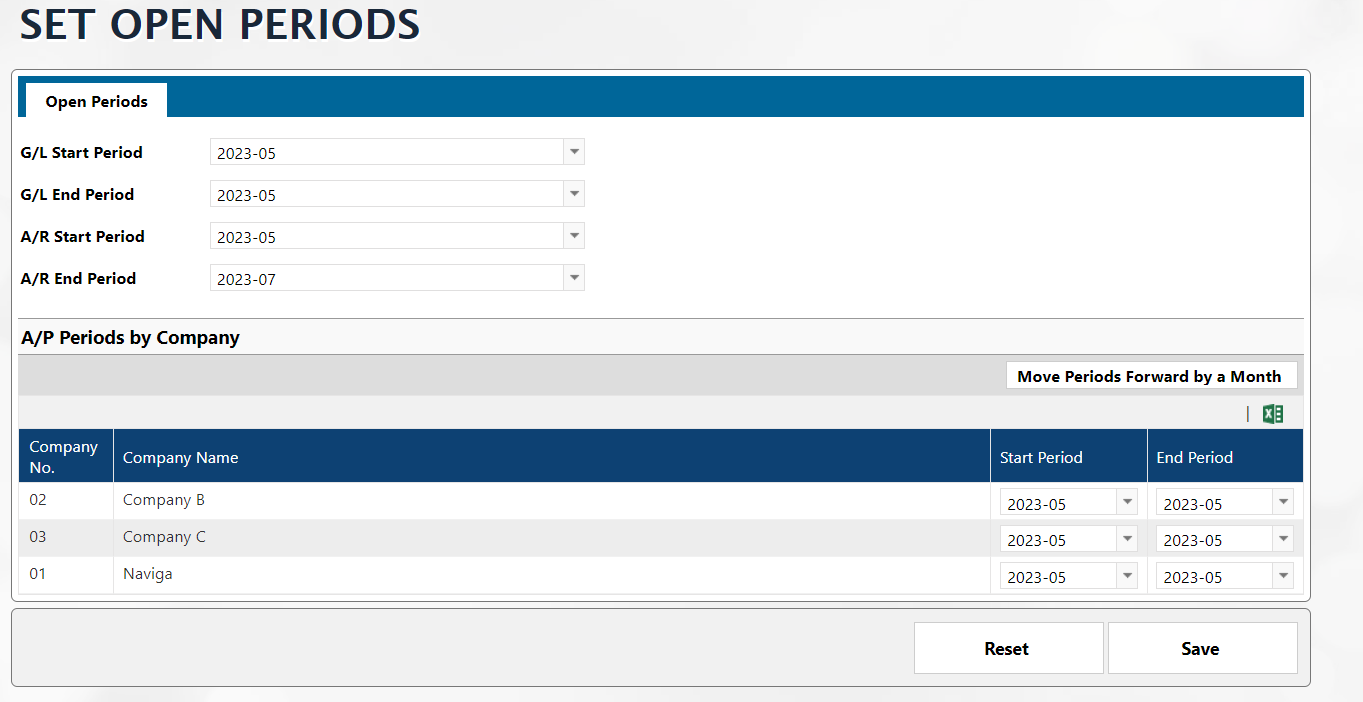 SET OPEN PERIODS
Open Periods
G/L Start Period 2023-05
G/L End Period 2023-05
A/R Start Period 2023-05
A/R End Period 2023-07
A/P Periods by Company
Move Periods Forward by a Month
Company No. Company Name Start Period End Period
02 Company B 2023-05 2023-05
03 Company C 2023-05 2023-05
01 Naviga 2023-05 2023-05
Reset Save